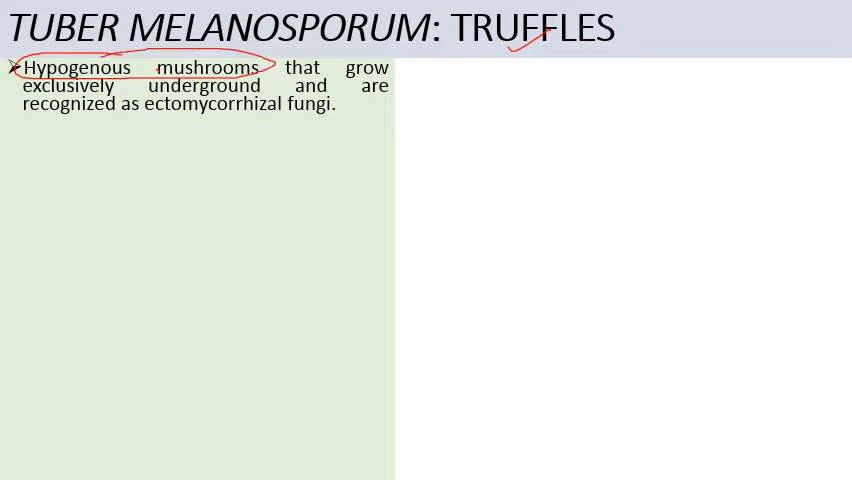 TUBER MELANOSPORUM: TRUFFLES
Hypogenous mushrooms that grow
exclusively underground and are
recognized as ectomycorrhizal fungi.